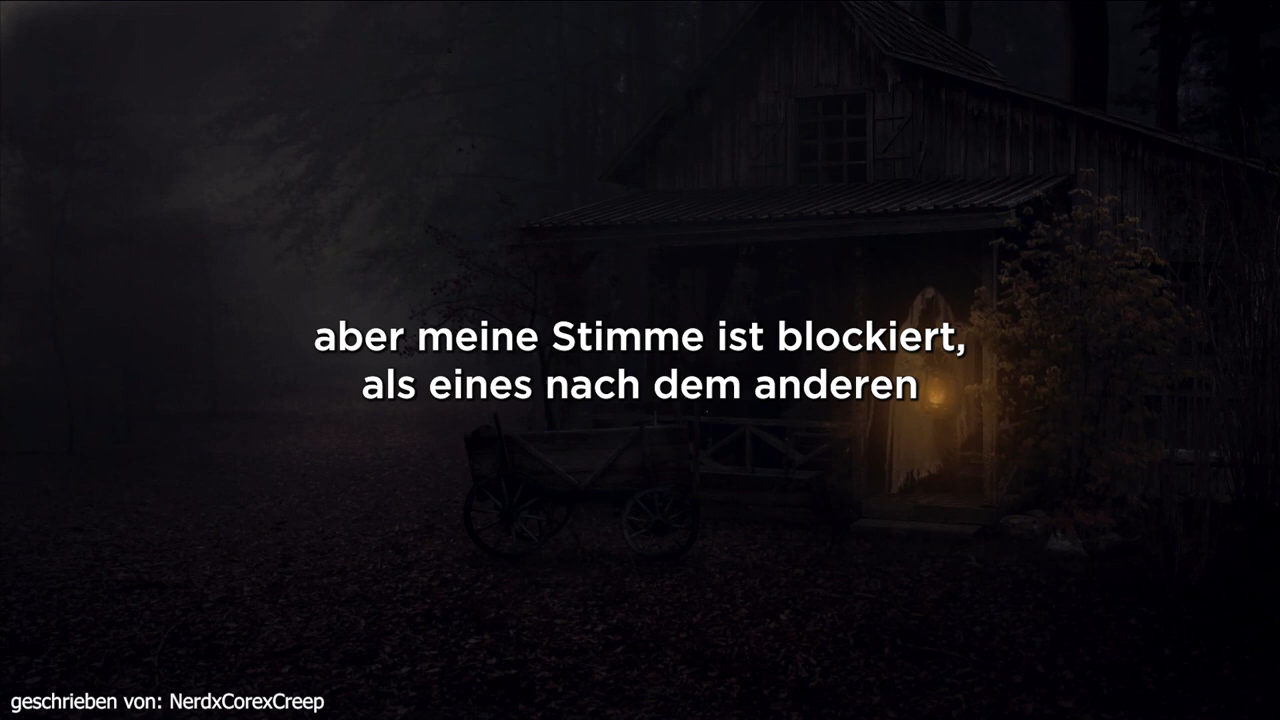 aber meine Stimme ist blockiert,
als eines nach dem anderen
geschrieben von: NerdxCorexCreep